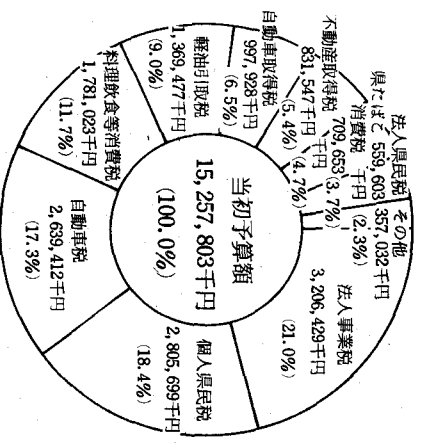 当初予算額
15,257,803千円
(100.0%)
法人事業税
3,206,429千円
(21.0%)
個人県民税
2,805,699千円
(18.4%)
自動車税
2,639,412千円
(17.3%)
料理飲食等消費税
1,781,023千円
(11.7%)
軽油引取税
1,369,477千円
(9.0%)
自動車取得税
997,928千円
(6.5%)
不動産取得税
831,547千円
(5.4%)
県たばこ
消費税
709,653千円
(4.7%)
法人県民税
559,603千円
(3.7%)
その他
357,032千円
(2.3%)